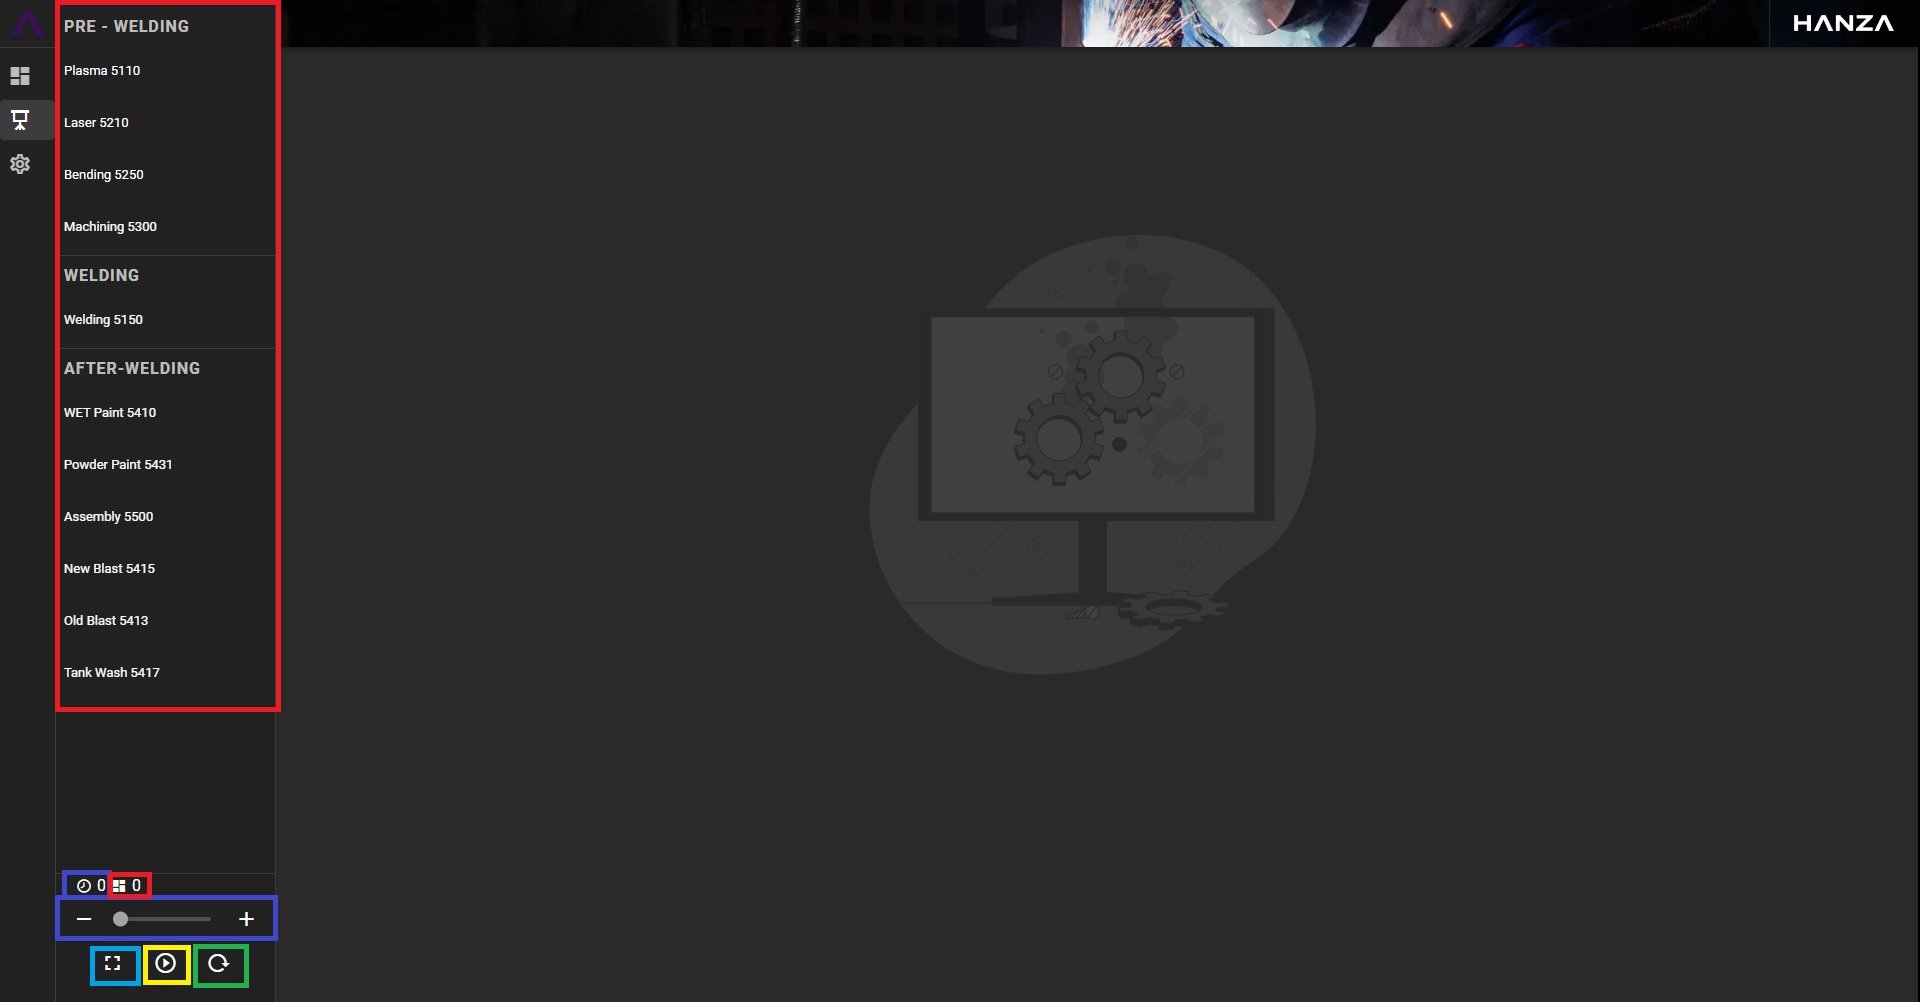 PRE - WELDING
HANZA
Plasma 5110
Laser 5210
Bending 5250
Machining 5300
WELDING
Welding 5150
AFTER-WELDING
WET Paint 5410
Powder Paint 5431
Assembly 5500
New Blast 5415
Old Blast 5413
Tank Wash 5417
0 0